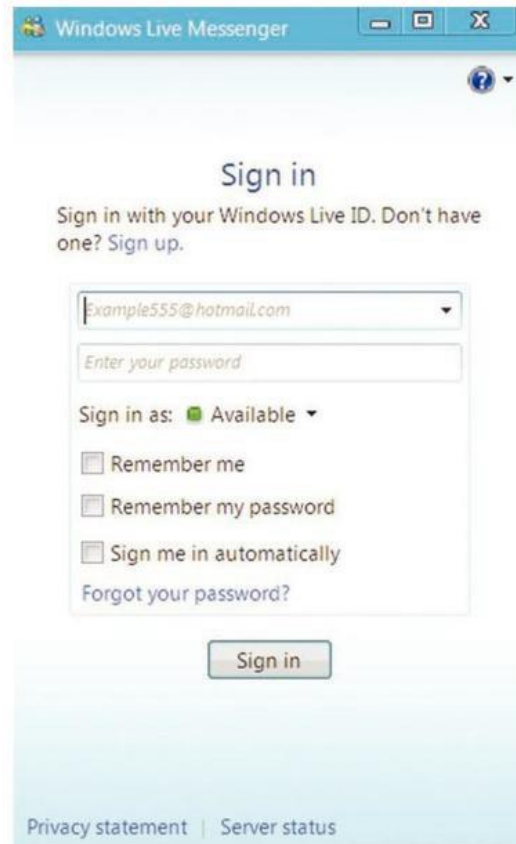 Windows Live Messenger
Sign in
Sign in with your Windows Live ID. Don't have
one? Sign up.
Example555@hotmail.com
Enter your password
Sign in as: Available
Remember me
Remember my password
Sign me in automatically
Forgot your password?
Sign in
Privacy statement | Server status